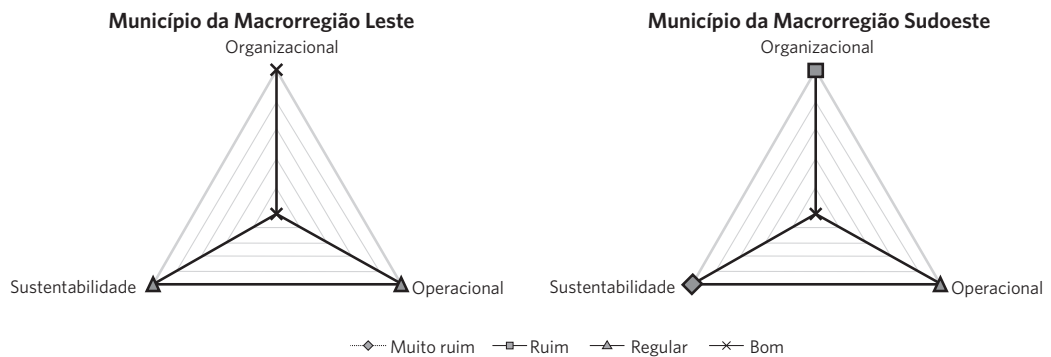 Município da Macrorregião Leste
Organizacional
Sustentabilidade
Operacional
Município da Macrorregião Sudoeste
Organizacional
Sustentabilidade
Operacional
Muito ruim Ruim Regular Bom